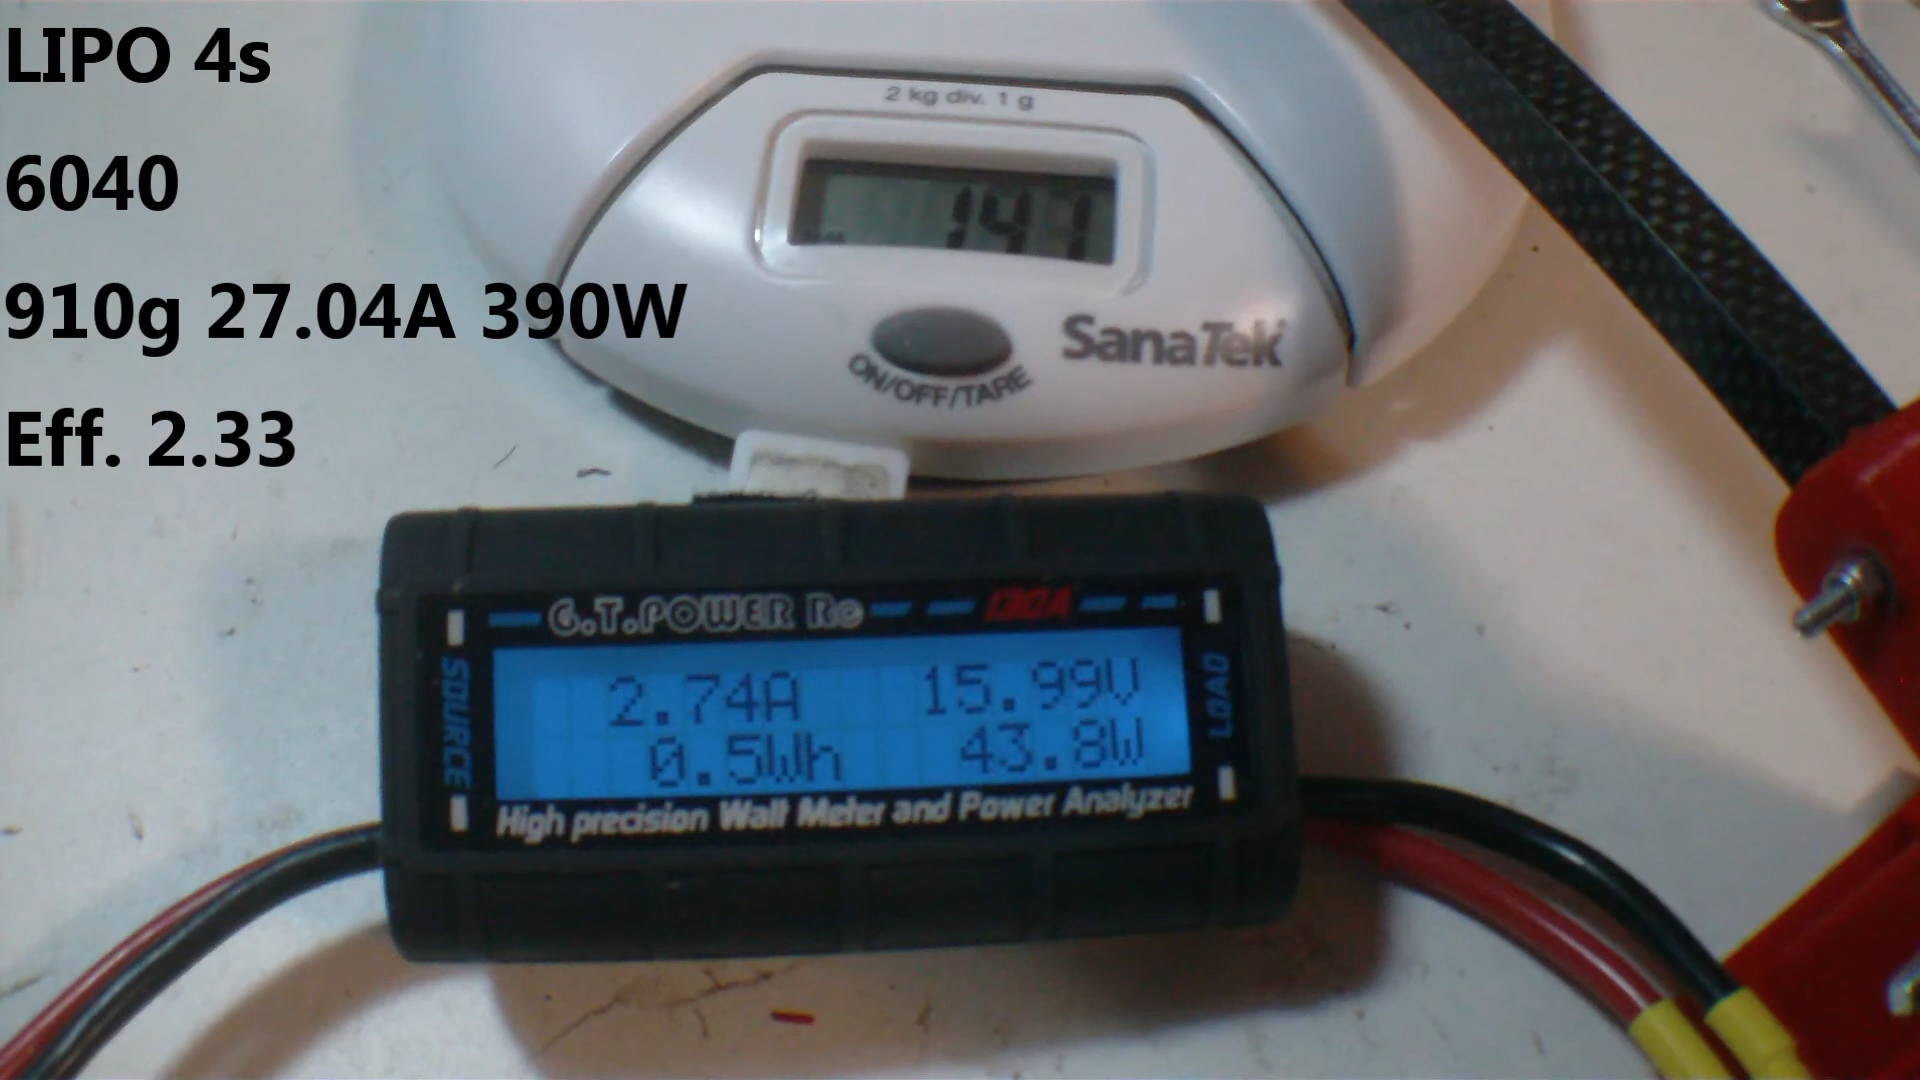 LIPO 4s
6040
910g 27.04A 390W
Eff. 2.33
2 kg div. 1 g
147
ON/OFF/TARE
SanaTek
G.T.POWER Rc 130A
SOURCE
2.74A 15.99V
0.5Wh 43.8W
LOAD
High precision Watt Meter and Power Analyzer